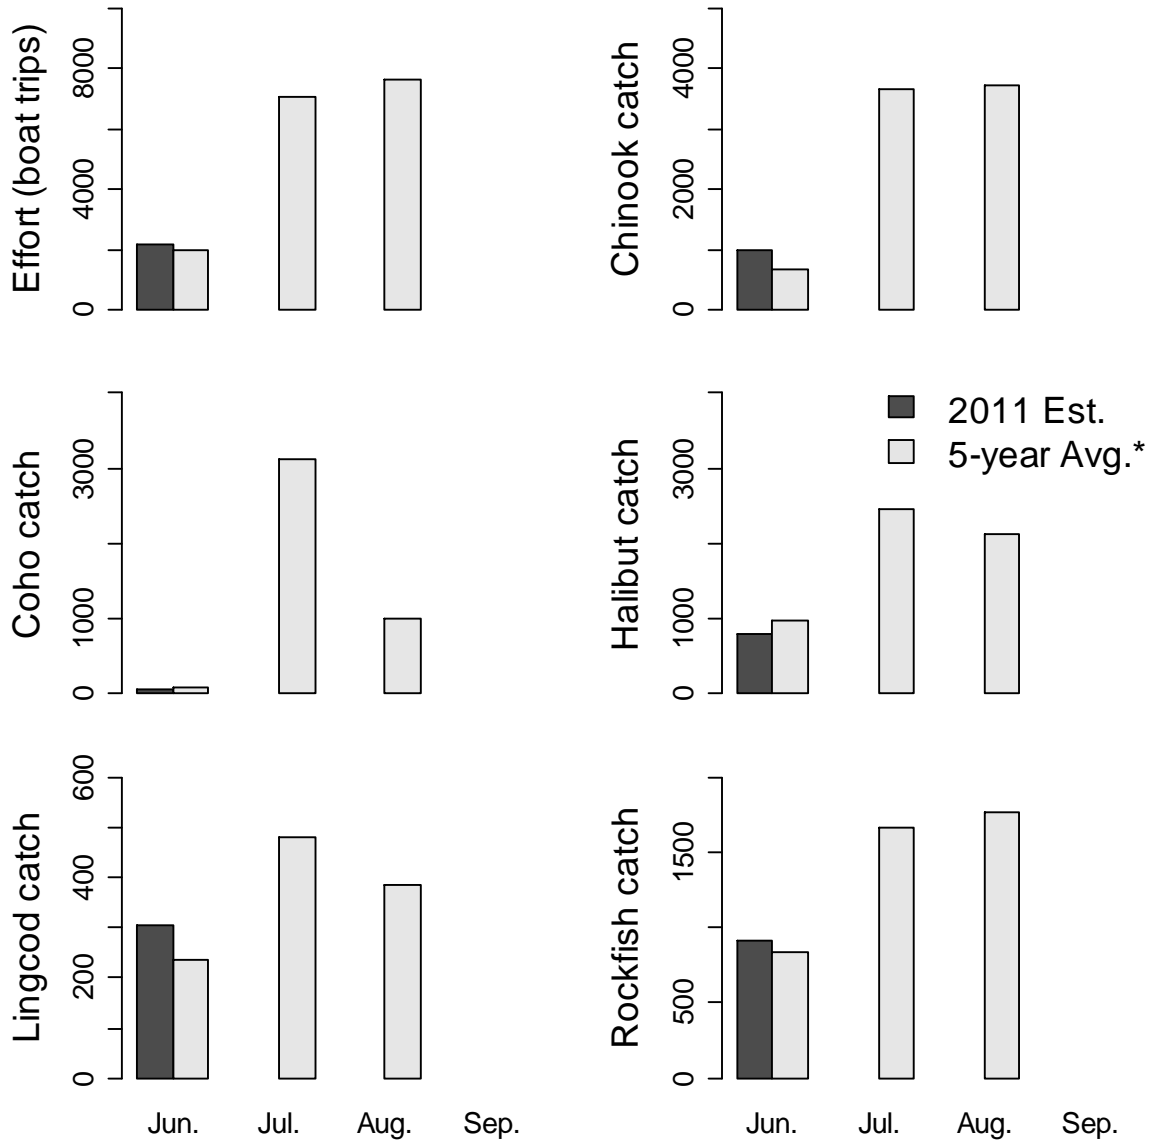 Effort (boat trips)
0
4000
8000
Chinook catch
0
2000
4000
Coho catch
0
1000
3000
Halibut catch
0
1000
3000
2011 Est.
5-year Avg.*
Lingcod catch
0
200
400
600
Rockfish catch
0
500
1500
Jun. Jul. Aug. Sep.
Jun. Jul. Aug. Sep.